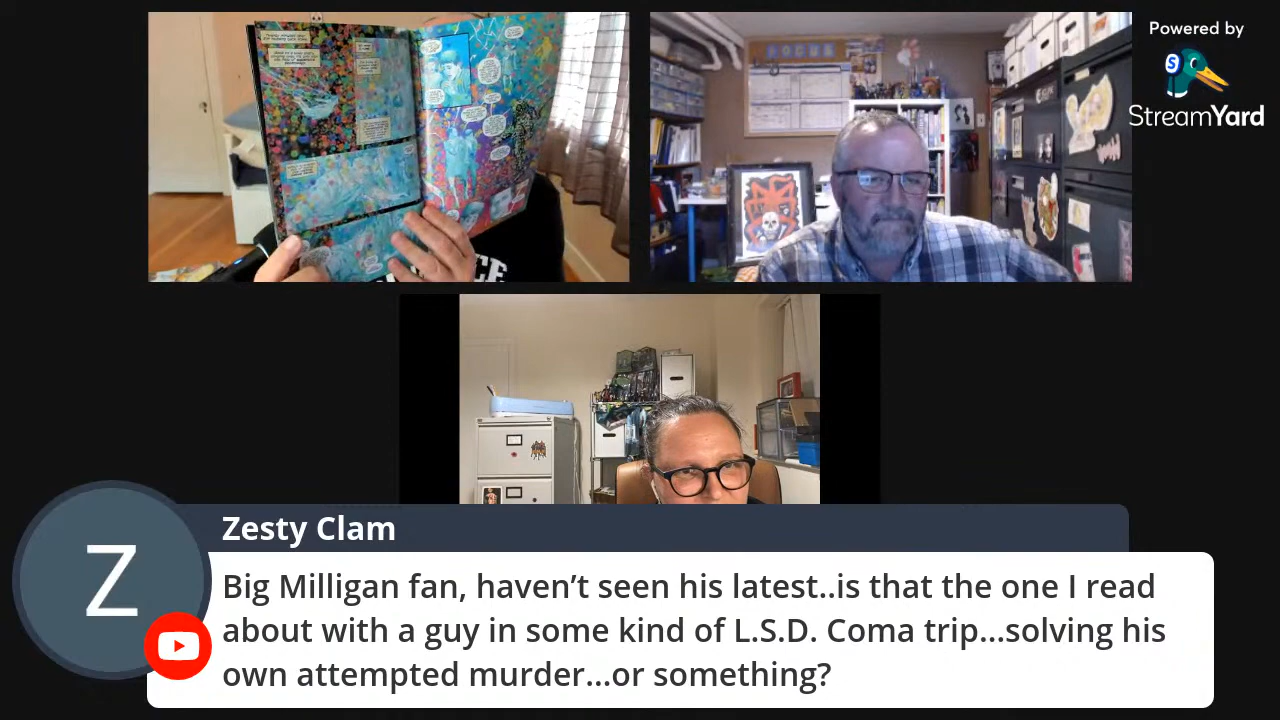 Powered by
StreamYard
FOCUS
Zesty Clam
Z
Big Milligan fan, haven’t seen his latest..is that the one I read
about with a guy in some kind of L.S.D. Coma trip...solving his
own attempted murder...or something?